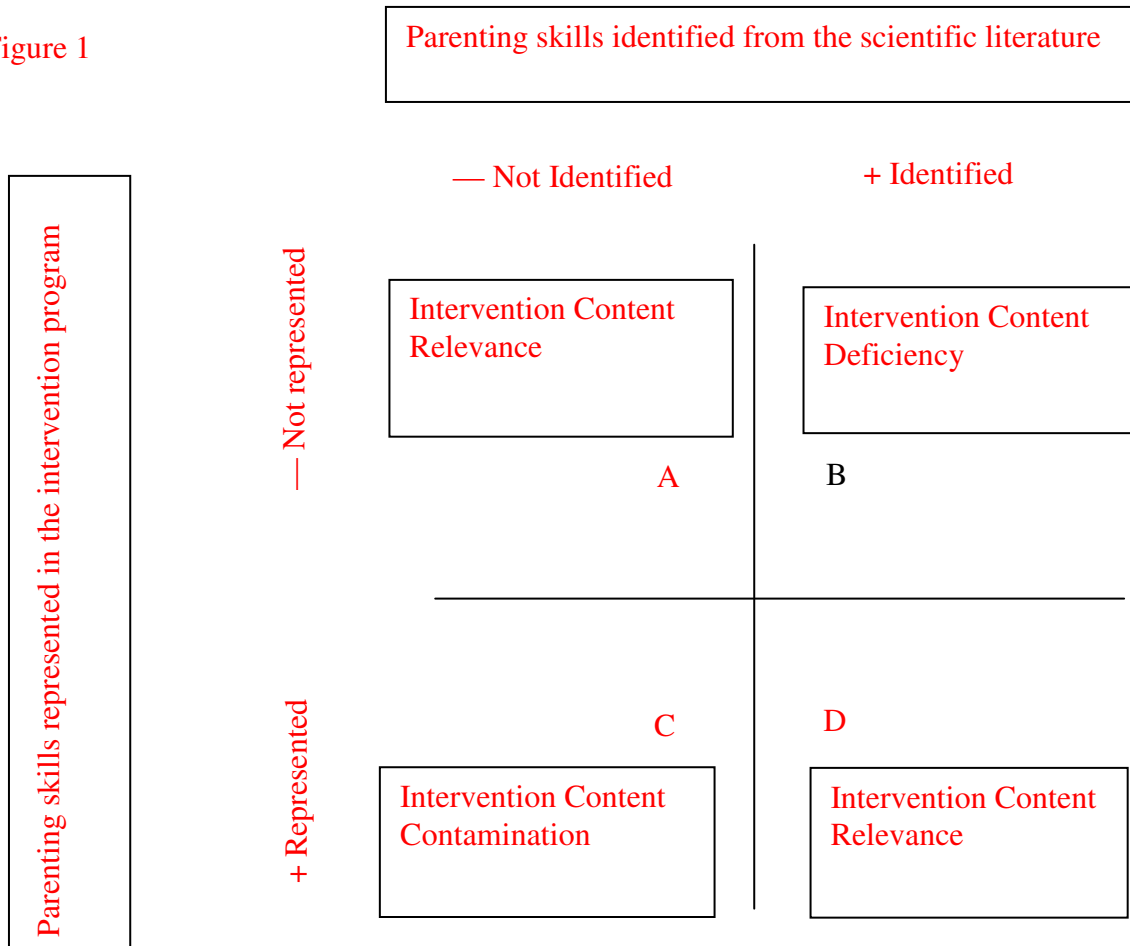 igure 1
Parenting skills identified from the scientific literature
— Not Identified
+ Identified
Parenting skills represented in the intervention program
— Not represented
Intervention Content
Relevance
Intervention Content
Deficiency
A
B
+ Represented
C
D
Intervention Content
Contamination
Intervention Content
Relevance